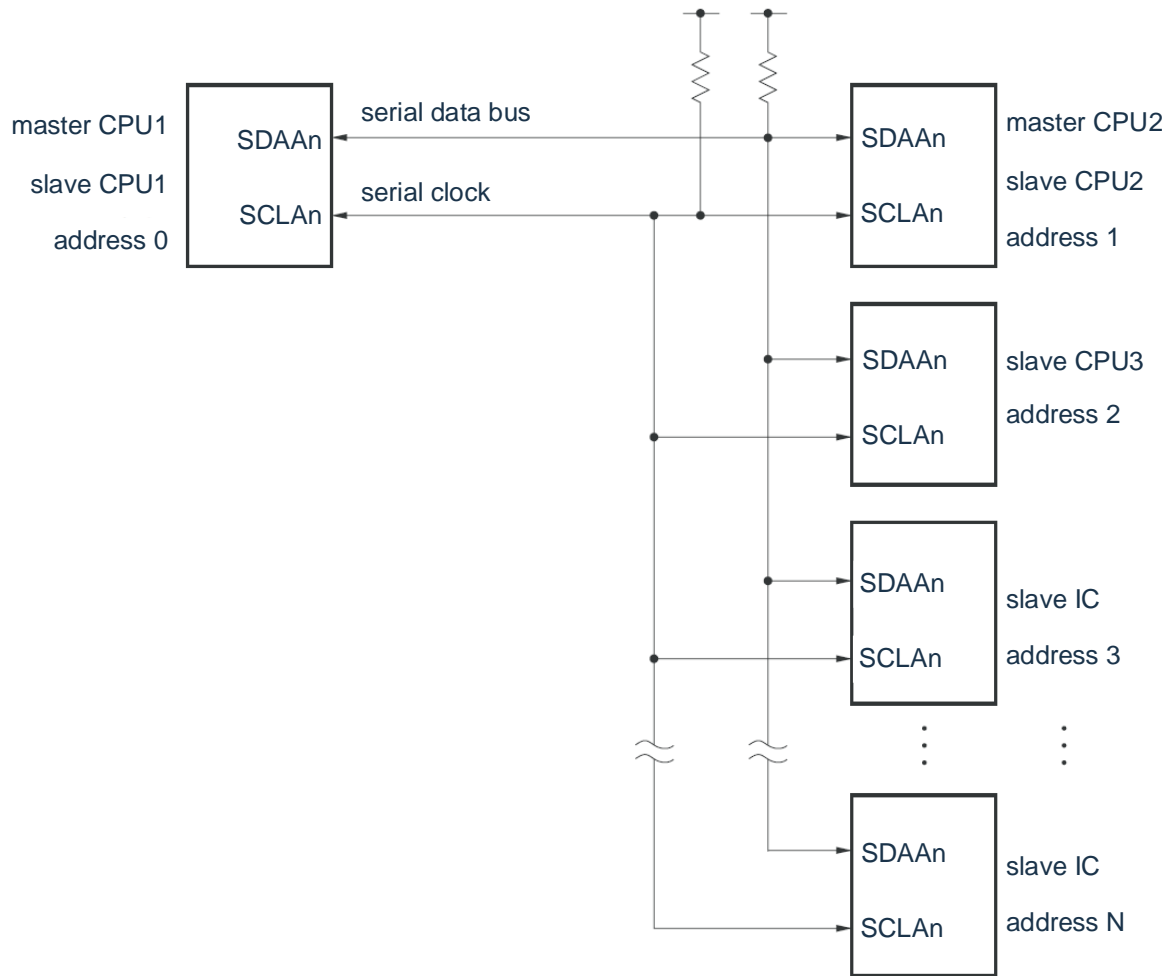 master CPU1
slave CPU1
address 0
SDAAn
SCLAn
serial data bus
serial clock
SDAAn
SCLAn
master CPU2
slave CPU2
address 1
SDAAn
SCLAn
slave CPU3
address 2
SDAAn
SCLAn
slave IC
address 3
SDAAn
SCLAn
slave IC
address N